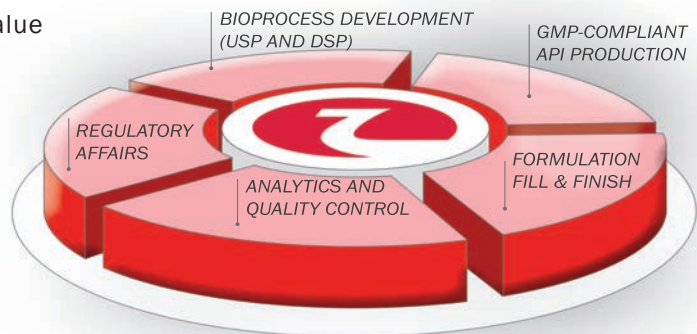 alue
BIOPROCESS DEVELOPMENT
(USP AND DSP)
GMP-COMPLIANT
API PRODUCTION
REGULATORY
AFFAIRS
FORMULATION
FILL & FINISH
ANALYTICS AND
QUALITY CONTROL